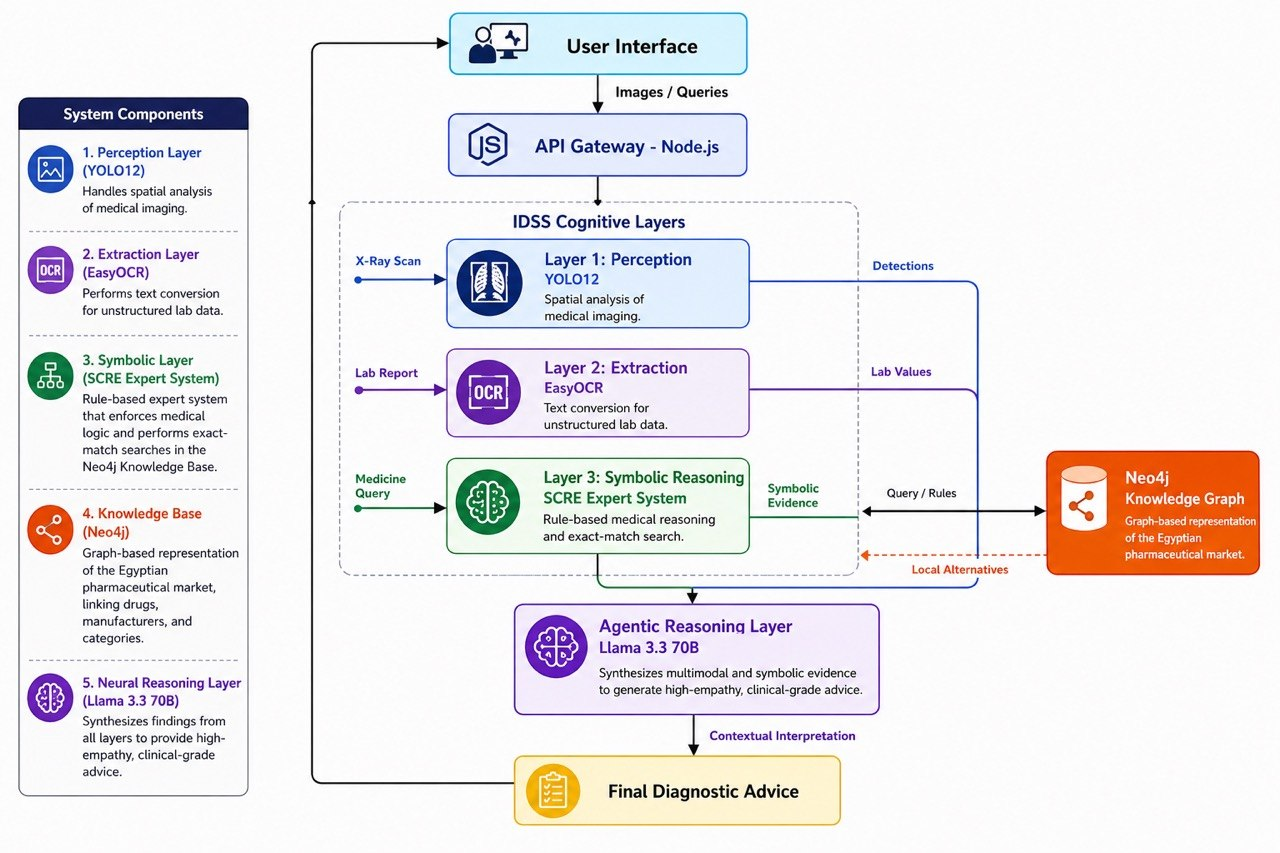 User Interface
Images / Queries
JS
API Gateway - Node.js
System Components
1. Perception Layer
(YOLO12)
Handles spatial analysis
of medical imaging.
OCR
2. Extraction Layer
(EasyOCR)
Performs text conversion
for unstructured lab data.
3. Symbolic Layer
(SCRE Expert System)
Rule-based expert system
that enforces medical
logic and performs exact-
match searches in the
Neo4j Knowledge Base.
4. Knowledge Base
(Neo4j)
Graph-based representation
of the Egyptian
pharmaceutical market,
linking drugs,
manufacturers, and
categories.
5. Neural Reasoning Layer
(Llama 3.3 70B)
Synthesizes findings from
all layers to provide high-
empathy, clinical-grade
advice.
IDSS Cognitive Layers
X-Ray Scan
Layer 1: Perception
YOLO12
Spatial analysis of
medical imaging.
Detections
Lab Report
OCR
Layer 2: Extraction
EasyOCR
Text conversion for
unstructured lab data.
Lab Values
Medicine
Query
Layer 3: Symbolic Reasoning
SCRE Expert System
Rule-based medical reasoning
and exact-match search.
Symbolic
Evidence
Query / Rules
Local Alternatives
Neo4j
Knowledge Graph
Graph-based representation
of the Egyptian
pharmaceutical market.
Agentic Reasoning Layer
Llama 3.3 70B
Synthesizes multimodal and symbolic evidence
to generate high-empathy, clinical-grade advice.
Contextual Interpretation
Final Diagnostic Advice